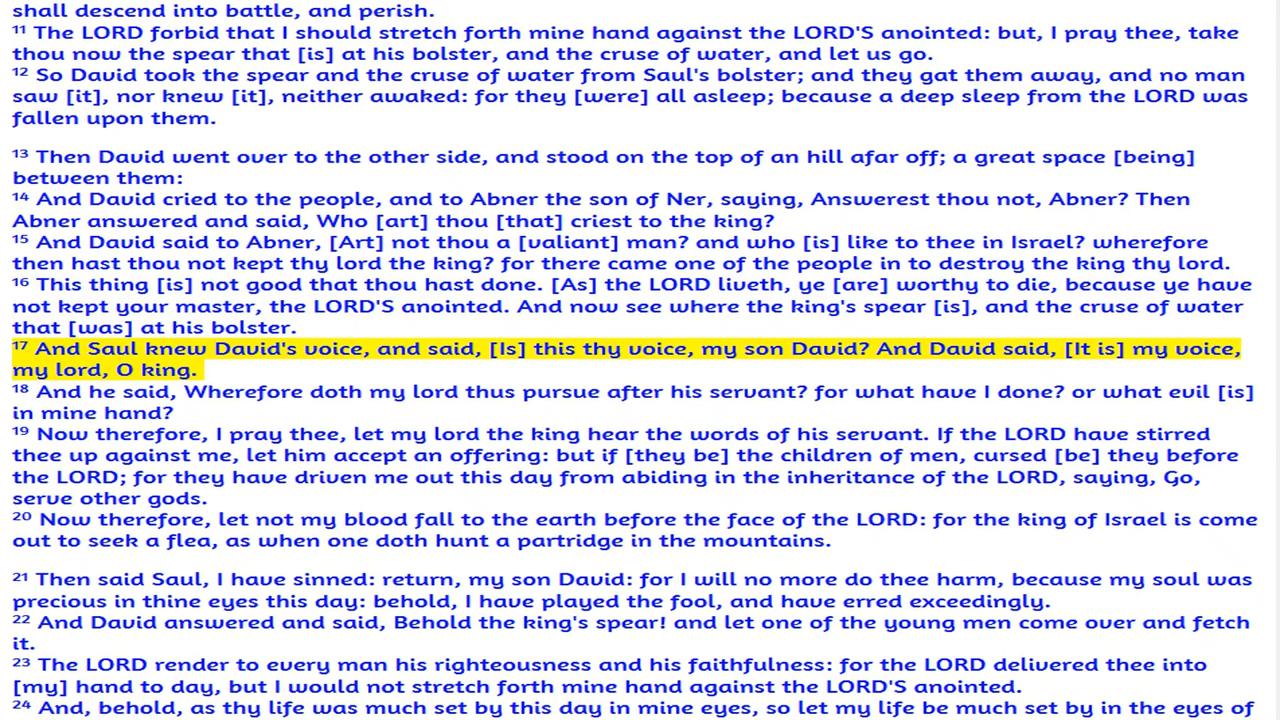 shall descend into battle, and perish.
¹¹ The LORD forbid that I should stretch forth mine hand against the LORD'S anointed: but, I pray thee, take
thou now the spear that [is] at his bolster, and the cruse of water, and let us go.
¹² So David took the spear and the cruse of water from Saul's bolster; and they gat them away, and no man
saw [it], nor knew [it], neither awaked: for they [were] all asleep; because a deep sleep from the LORD was
fallen upon them.
¹³ Then David went over to the other side, and stood on the top of an hill afar off; a great space [being]
between them:
¹⁴ And David cried to the people, and to Abner the son of Ner, saying, Answerest thou not, Abner? Then
Abner answered and said, Who [art] thou [that] criest to the king?
¹⁵ And David said to Abner, [Art] not thou a [valiant] man? and who [is] like to thee in Israel? wherefore
then hast thou not kept thy lord the king? for there came one of the people in to destroy the king thy lord.
¹⁶ This thing [is] not good that thou hast done. [As] the LORD liveth, ye [are] worthy to die, because ye have
not kept your master, the LORD'S anointed. And now see where the king's spear [is], and the cruse of water
that [was] at his bolster.
¹⁷ And Saul knew David's voice, and said, [Is] this thy voice, my son David? And David said, [It is] my voice,
my lord, O king.
¹⁸ And he said, Wherefore doth my lord thus pursue after his servant? for what have I done? or what evil [is]
in mine hand?
¹⁹ Now therefore, I pray thee, let my lord the king hear the words of his servant. If the LORD have stirred
thee up against me, let him accept an offering: but if [they be] the children of men, cursed [be] they before
the LORD; for they have driven me out this day from abiding in the inheritance of the LORD, saying, Go,
serve other gods.
²⁰ Now therefore, let not my blood fall to the earth before the face of the LORD: for the king of Israel is come
out to seek a flea, as when one doth hunt a partridge in the mountains.
²¹ Then said Saul, I have sinned: return, my son David: for I will no more do thee harm, because my soul was
precious in thine eyes this day: behold, I have played the fool, and have erred exceedingly.
²² And David answered and said, Behold the king's spear! and let one of the young men come over and fetch
it.
²³ The LORD render to every man his righteousness and his faithfulness: for the LORD delivered thee into
[my] hand to day, but I would not stretch forth mine hand against the LORD'S anointed.
²⁴ And, behold, as thy life was much set by this day in mine eyes, so let my life be much set by in the eyes of